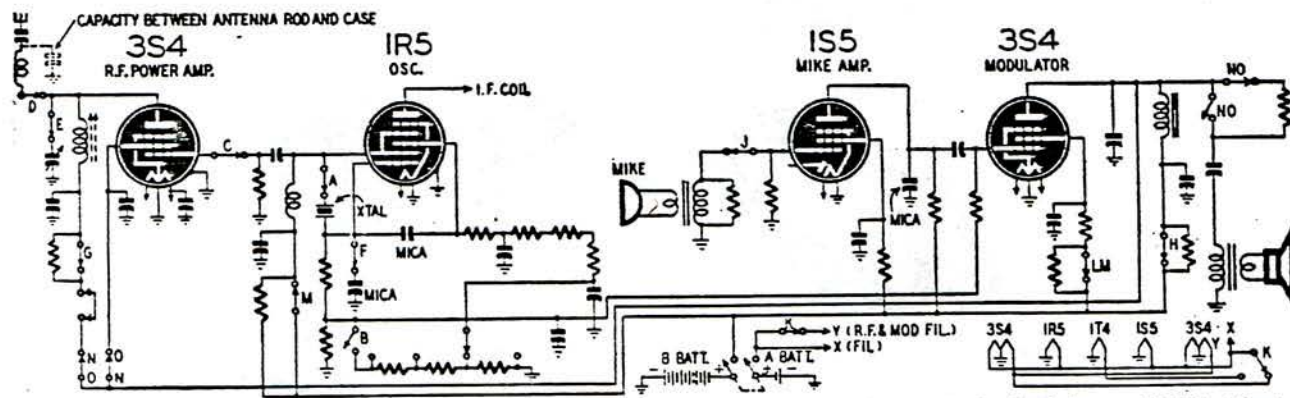 CAPACITY BETWEEN ANTENNA ROD AND CASE
3S4
R.F. POWER AMP.
1R5
OSC.
I.F. COIL
1S5
MIKE AMP.
3S4
MODULATOR
NO
NO
D
E
C
A
XTAL
F
MICA
MICA
G
M
B
N
O
O
N
MIKE
J
MICA
H
LM
K
Y (R.F. & MOD FIL.)
X (FIL)
B BATT.
A BATT.
- + + -
3S4 1R5 1T4 1S5 3S4 X
Y
K